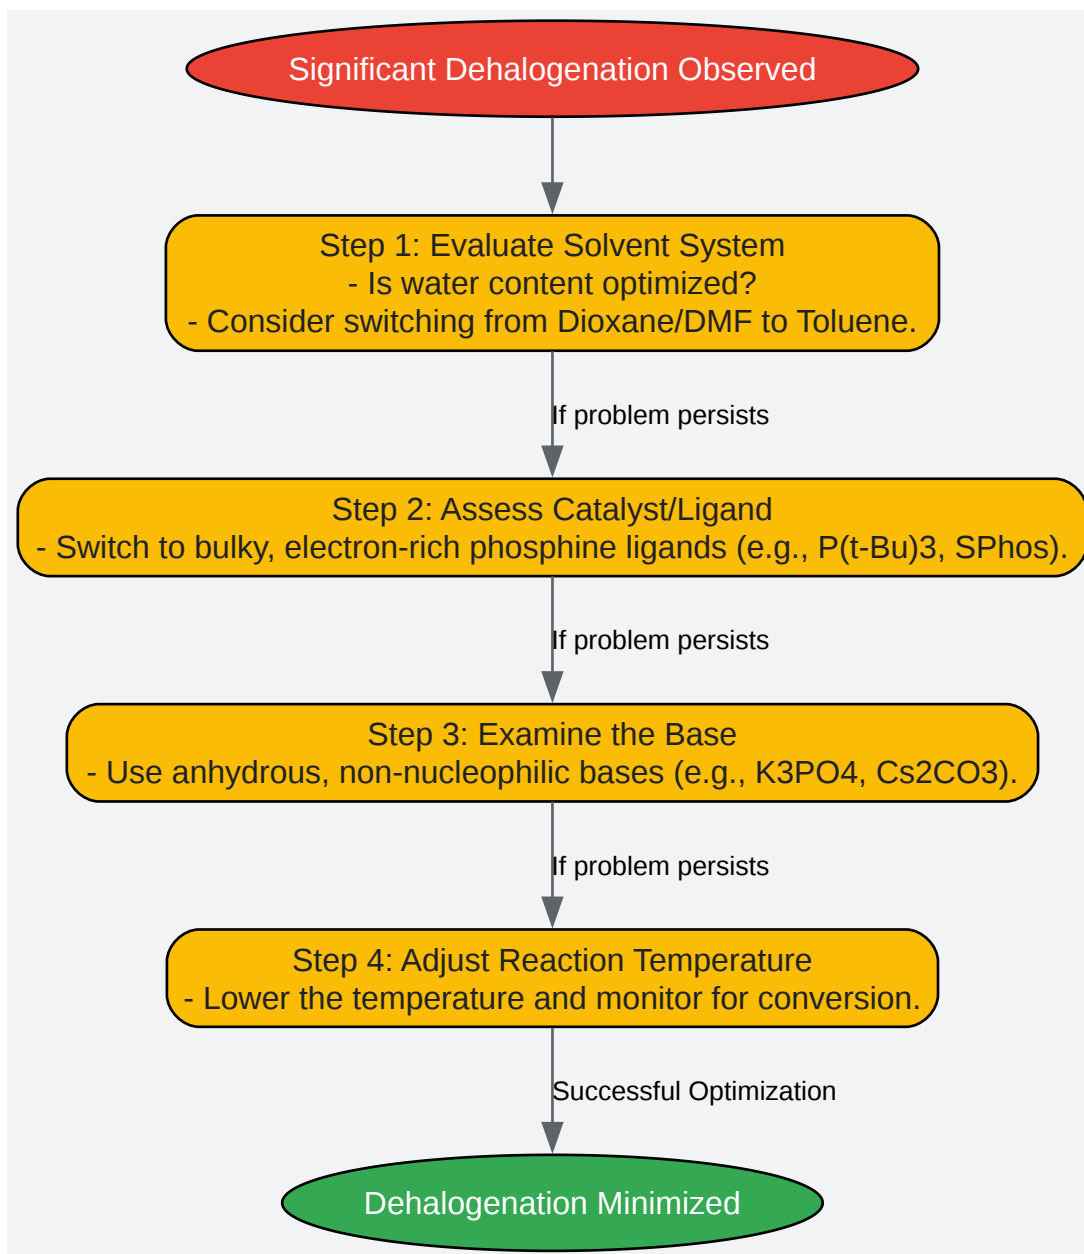 Significant Dehalogenation Observed
Step 1: Evaluate Solvent System
- Is water content optimized?
- Consider switching from Dioxane/DMF to Toluene.
If problem persists
Step 2: Assess Catalyst/Ligand
- Switch to bulky, electron-rich phosphine ligands (e.g., P(t-Bu)3, SPhos).
If problem persists
Step 3: Examine the Base
- Use anhydrous, non-nucleophilic bases (e.g., K3PO4, Cs2CO3).
If problem persists
Step 4: Adjust Reaction Temperature
- Lower the temperature and monitor for conversion.
Successful Optimization
Dehalogenation Minimized